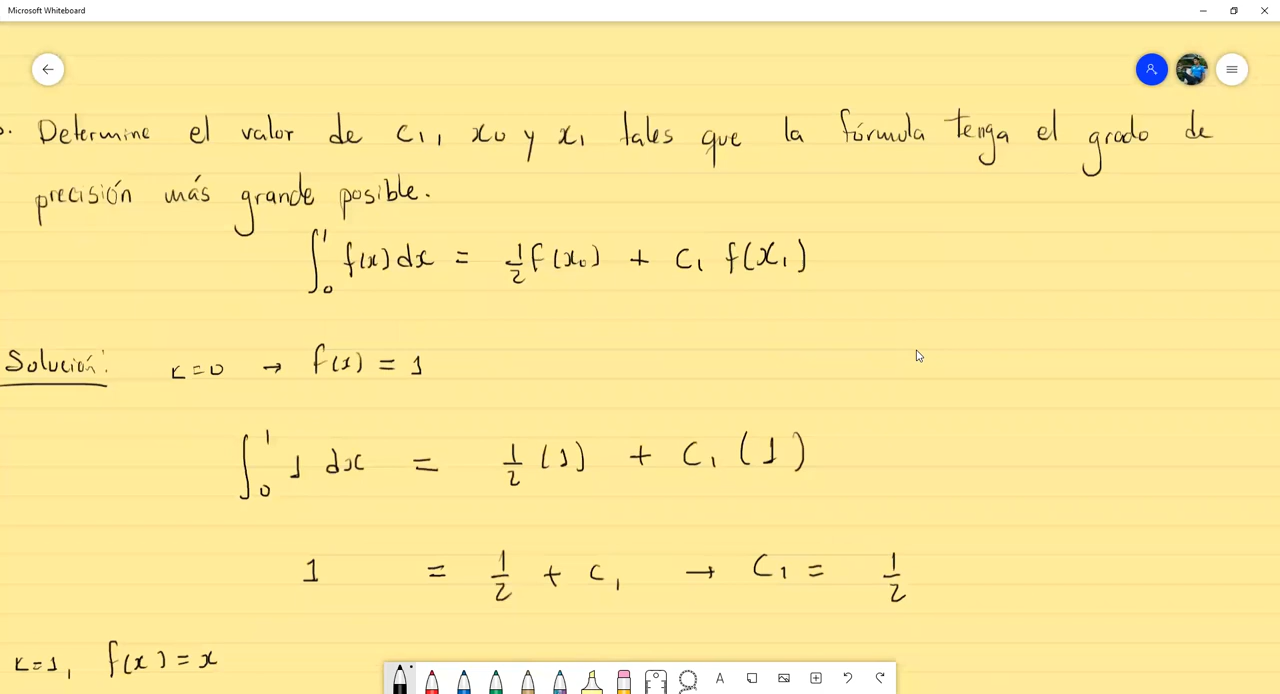 Microsoft Whiteboard
Determine el valor de c₁, x₀ y x₁ tales que la fórmula tenga el grado de
precisión más grande posible.
∫₀¹ f(x) dx = 1/2 f(x₀) + C₁ f(x₁)
Solución: K=0 → f(x) = 1
∫₀¹ 1 dx = 1/2 (1) + C₁ (1)
1 = 1/2 + C₁ → C₁ = 1/2
K=1, f(x) = x
A